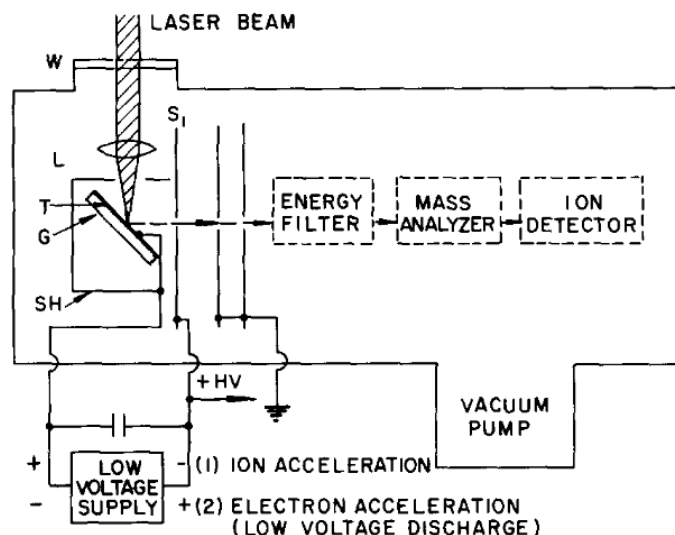 LASER BEAM
W
S1
L
T
G
ENERGY
FILTER
MASS
ANALYZER
ION
DETECTOR
SH
+HV
VACUUM
PUMP
+
LOW
VOLTAGE
SUPPLY
-
- (1) ION ACCELERATION
+ (2) ELECTRON ACCELERATION
(LOW VOLTAGE DISCHARGE)